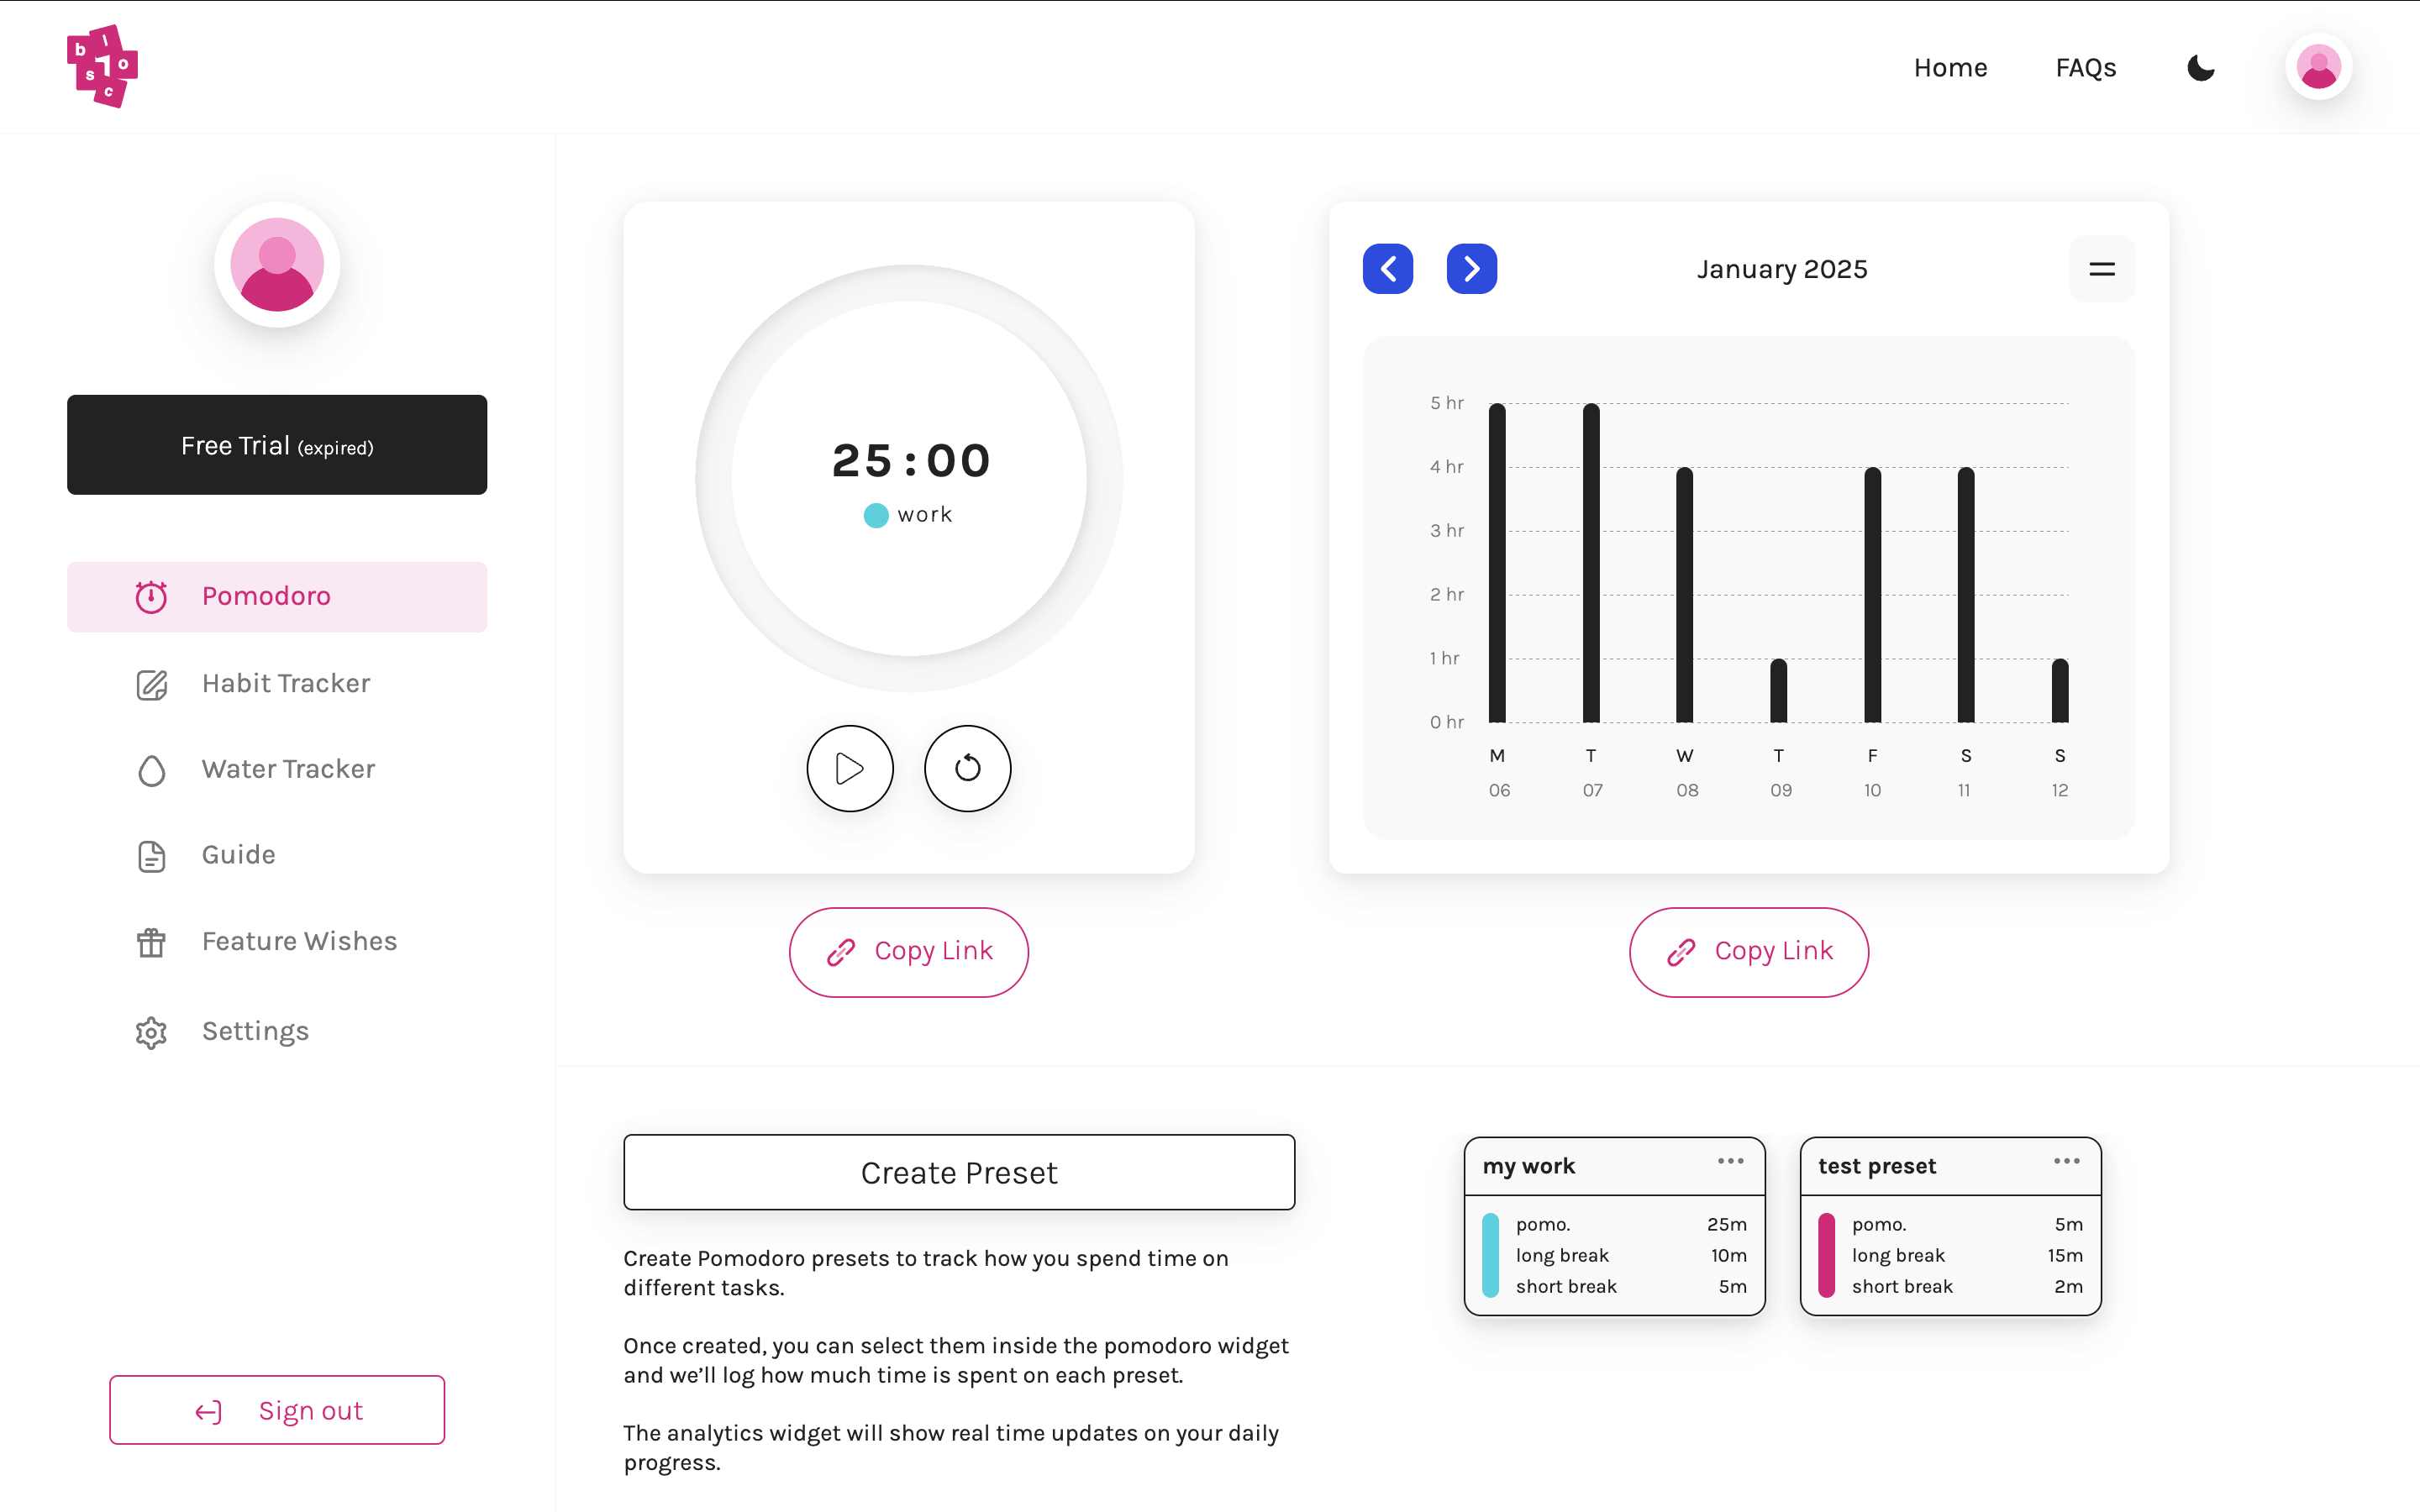 b l o s c
Home
FAQs
Free Trial (expired)
Pomodoro
Habit Tracker
Water Tracker
Guide
Feature Wishes
Settings
Sign out
25:00
work
Copy Link
January 2025
5 hr
4 hr
3 hr
2 hr
1 hr
0 hr
M T W T F S S
06 07 08 09 10 11 12
Copy Link
Create Preset
Create Pomodoro presets to track how you spend time on
different tasks.
Once created, you can select them inside the pomodoro widget
and we’ll log how much time is spent on each preset.
The analytics widget will show real time updates on your daily
progress.
my work
pomo. 25m
long break 10m
short break 5m
test preset
pomo. 5m
long break 15m
short break 2m